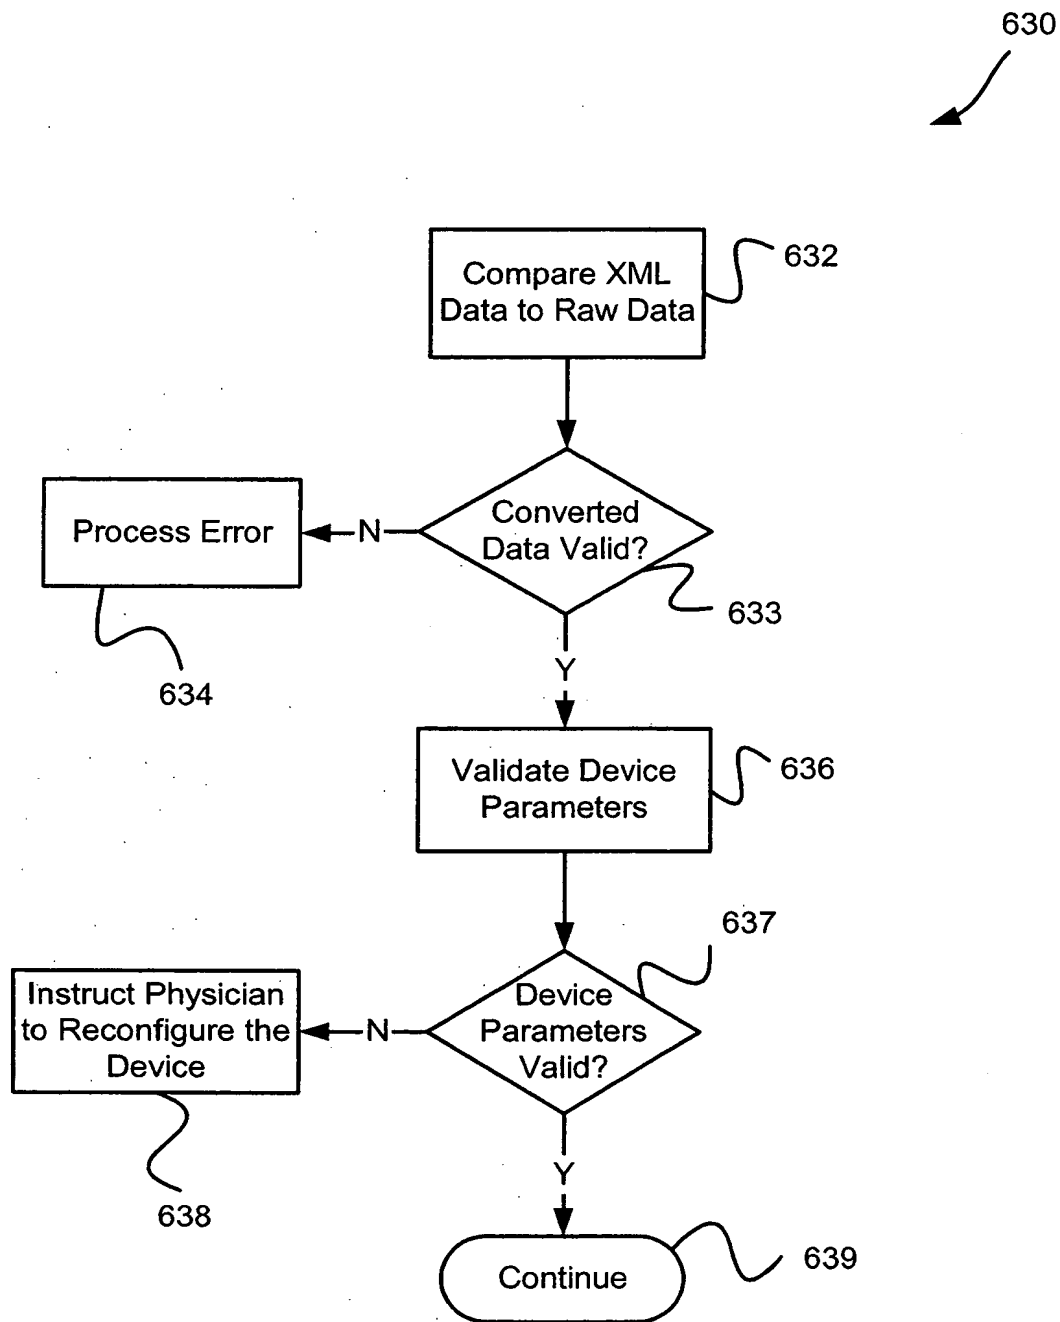 630
Compare XML
Data to Raw Data
632
Converted
Data Valid?
633
N
Process Error
634
Y
Validate Device
Parameters
636
637
Device
Parameters
Valid?
N
Instruct Physician
to Reconfigure the
Device
638
Y
Continue
639